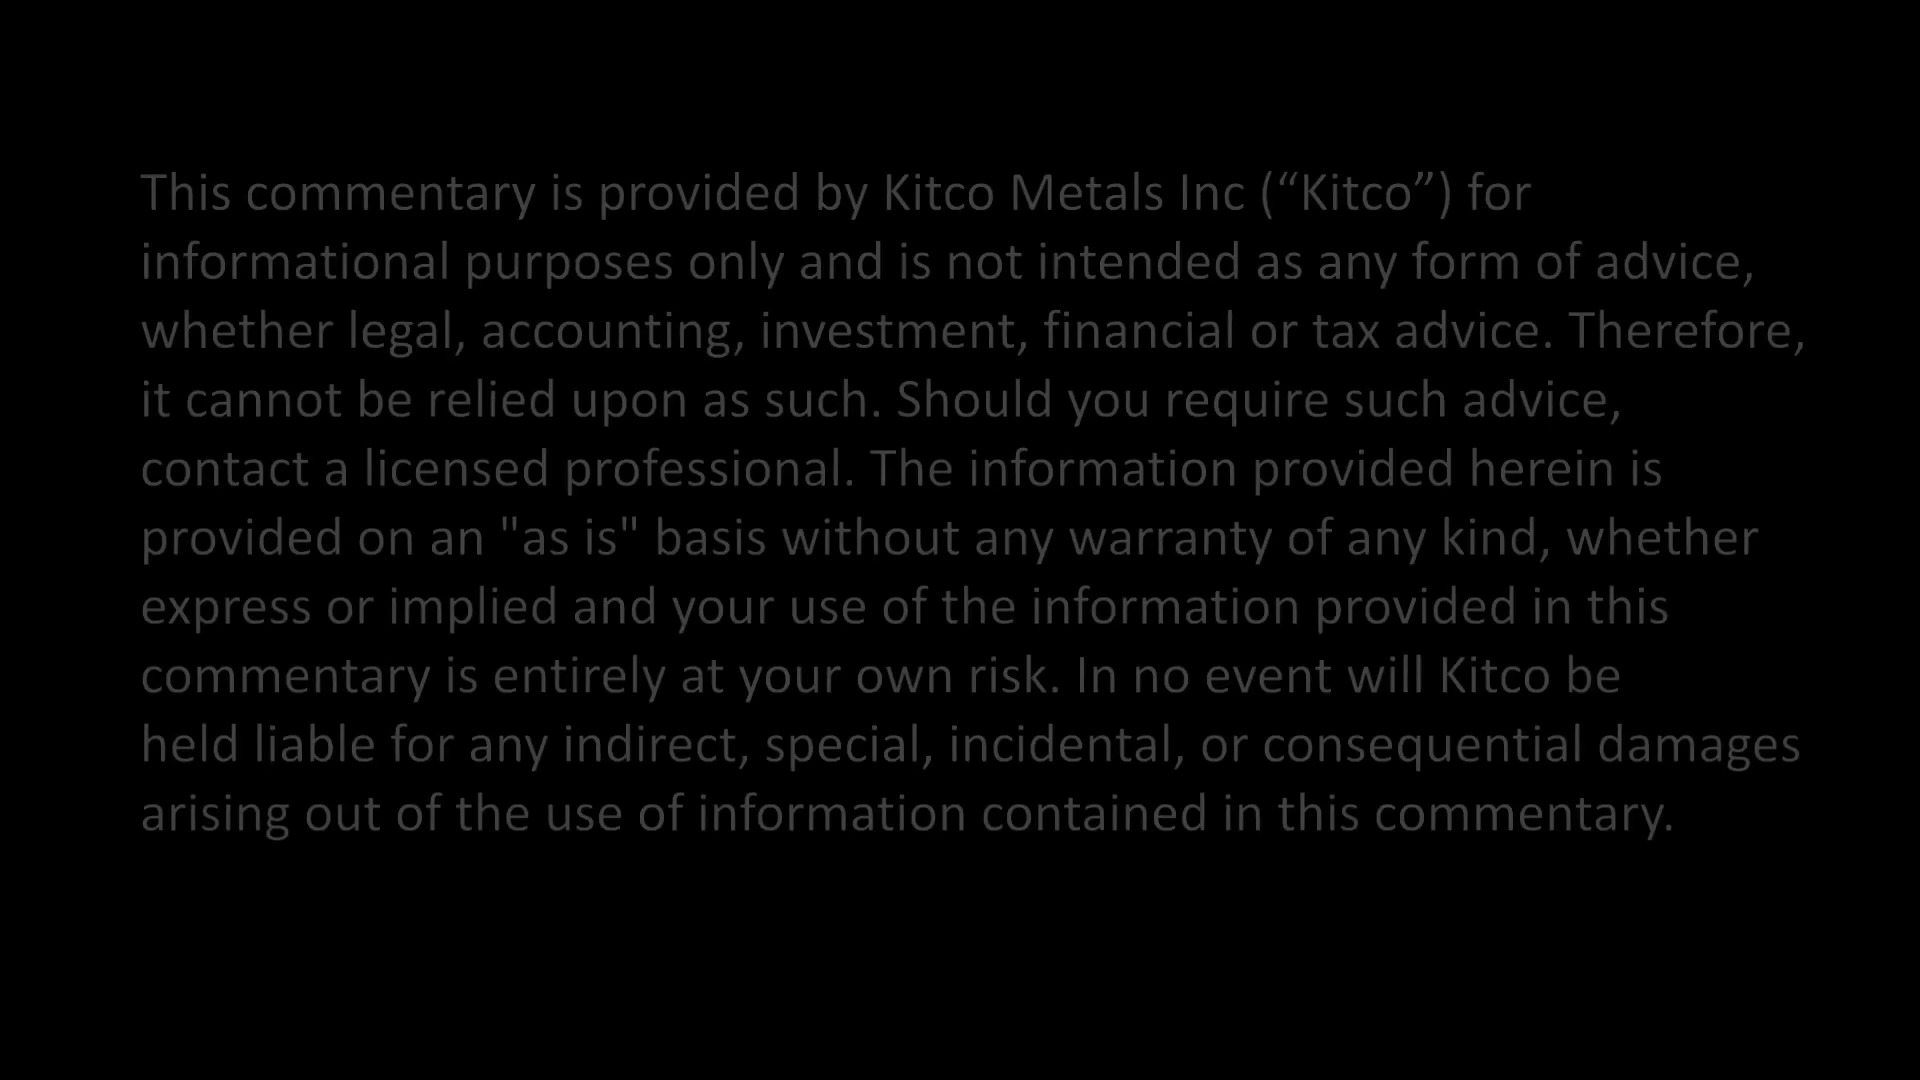 This commentary is provided by Kitco Metals Inc (“Kitco”) for
informational purposes only and is not intended as any form of advice,
whether legal, accounting, investment, financial or tax advice. Therefore,
it cannot be relied upon as such. Should you require such advice,
contact a licensed professional. The information provided herein is
provided on an "as is" basis without any warranty of any kind, whether
express or implied and your use of the information provided in this
commentary is entirely at your own risk. In no event will Kitco be
held liable for any indirect, special, incidental, or consequential damages
arising out of the use of information contained in this commentary.